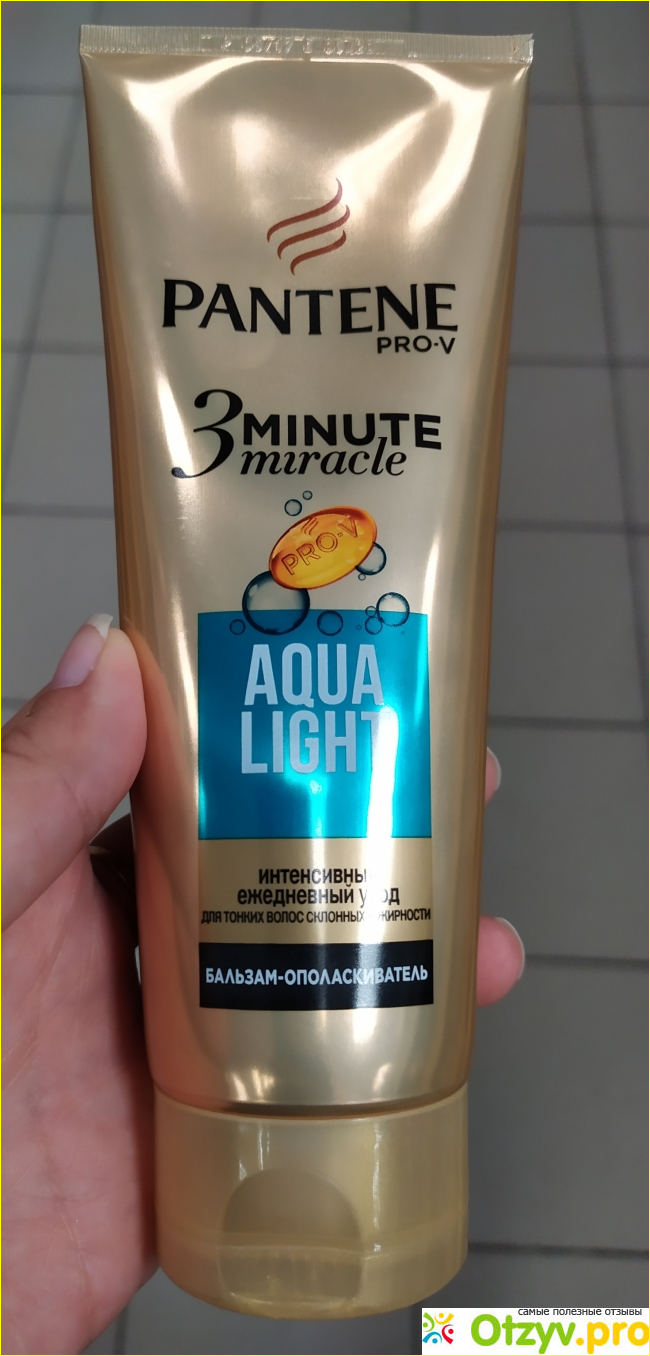 PANTENE
PRO-V
3 MINUTE
miracle
PRO-V
AQUA
LIGHT
ИНТЕНСИВНЫ
ежедневный
ДЛЯ ТОНКИХ ВОЛОС СКЛОННЫХ ЖИРНОСТИ
БАЛЬЗАМ-ОПОЛАСКИВАТЕЛЬ
самые полезные отзывы
Otzyv.pro